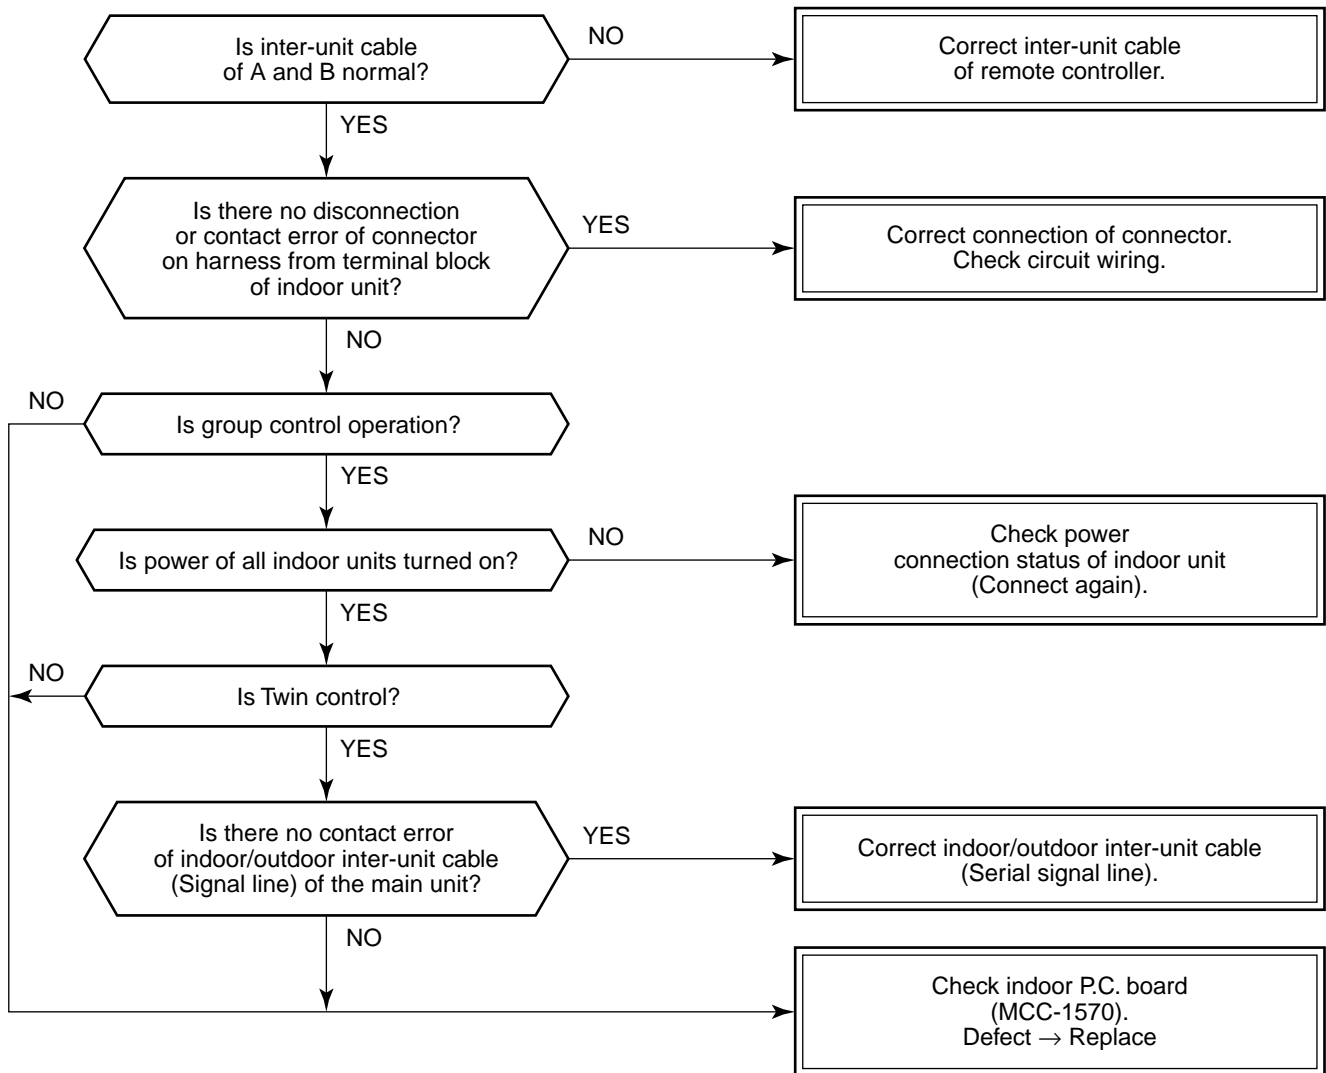 Is inter-unit cable
of A and B normal?
NO
Correct inter-unit cable
of remote controller.
YES
Is there no disconnection
or contact error of connector
on harness from terminal block
of indoor unit?
YES
Correct connection of connector.
Check circuit wiring.
NO
NO
Is group control operation?
YES
Is power of all indoor units turned on?
NO
Check power
connection status of indoor unit
(Connect again).
YES
NO
Is Twin control?
YES
Is there no contact error
of indoor/outdoor inter-unit cable
(Signal line) of the main unit?
YES
Correct indoor/outdoor inter-unit cable
(Serial signal line).
NO
Check indoor P.C. board
(MCC-1570).
Defect → Replace